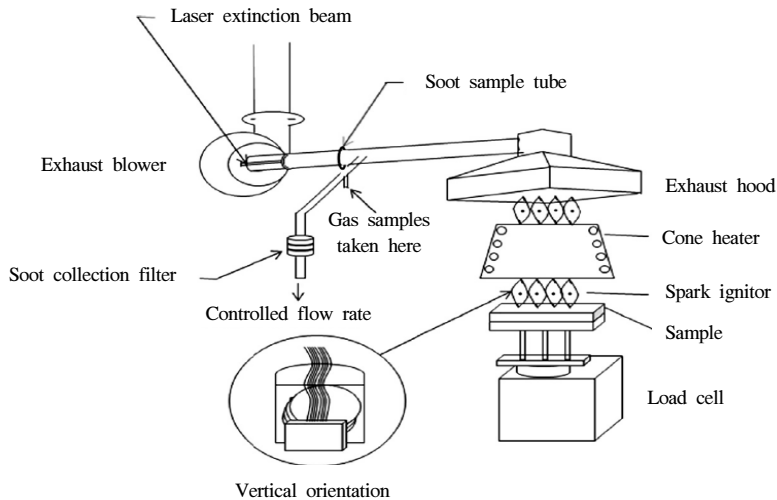 Laser extinction beam
Soot sample tube
Exhaust blower
Exhaust hood
Gas samples
taken here
Cone heater
Soot collection filter
Spark ignitor
Controlled flow rate
Sample
Load cell
Vertical orientation